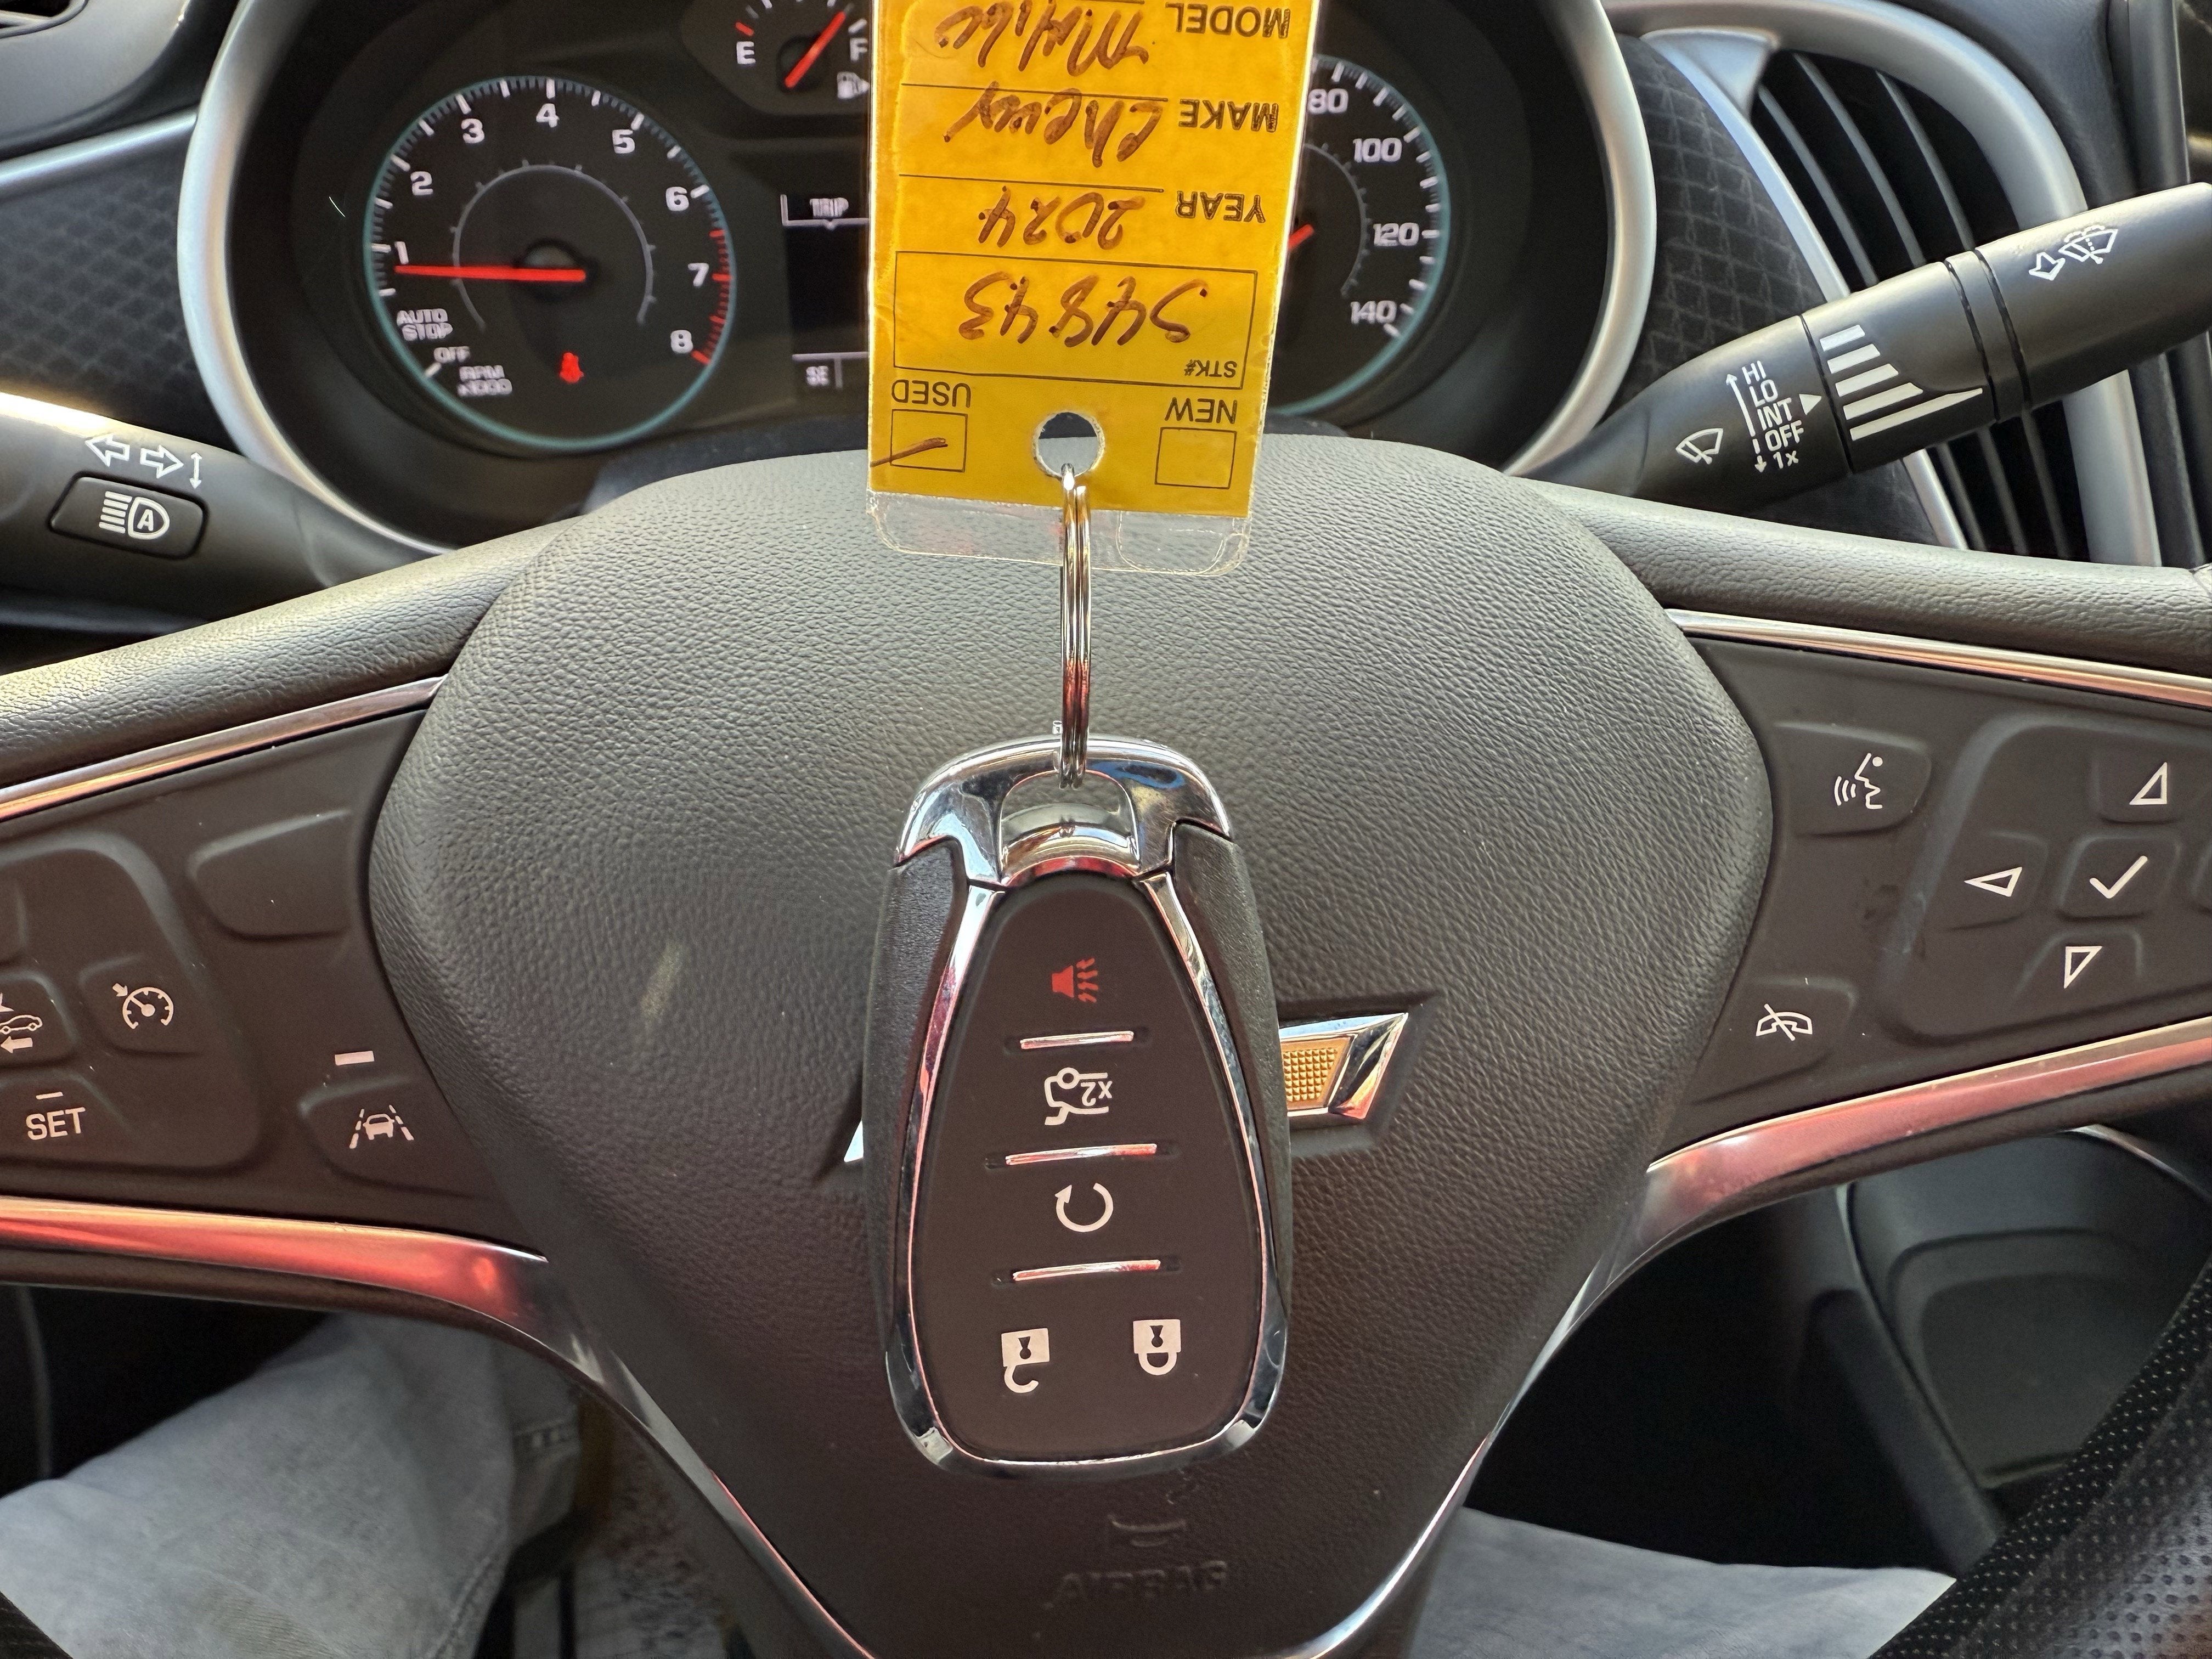 E F
1 2 3 4 5 6 7 8
AUTO
STOP
OFF
RPM
x1000
TRIP
SE
80
100
120
140
NEW USED
STK#
S4843
YEAR 2024
MAKE Chevy
MODEL Malibu
HI
LO
INT
OFF
1x
A
SET
x2
AIRBAG